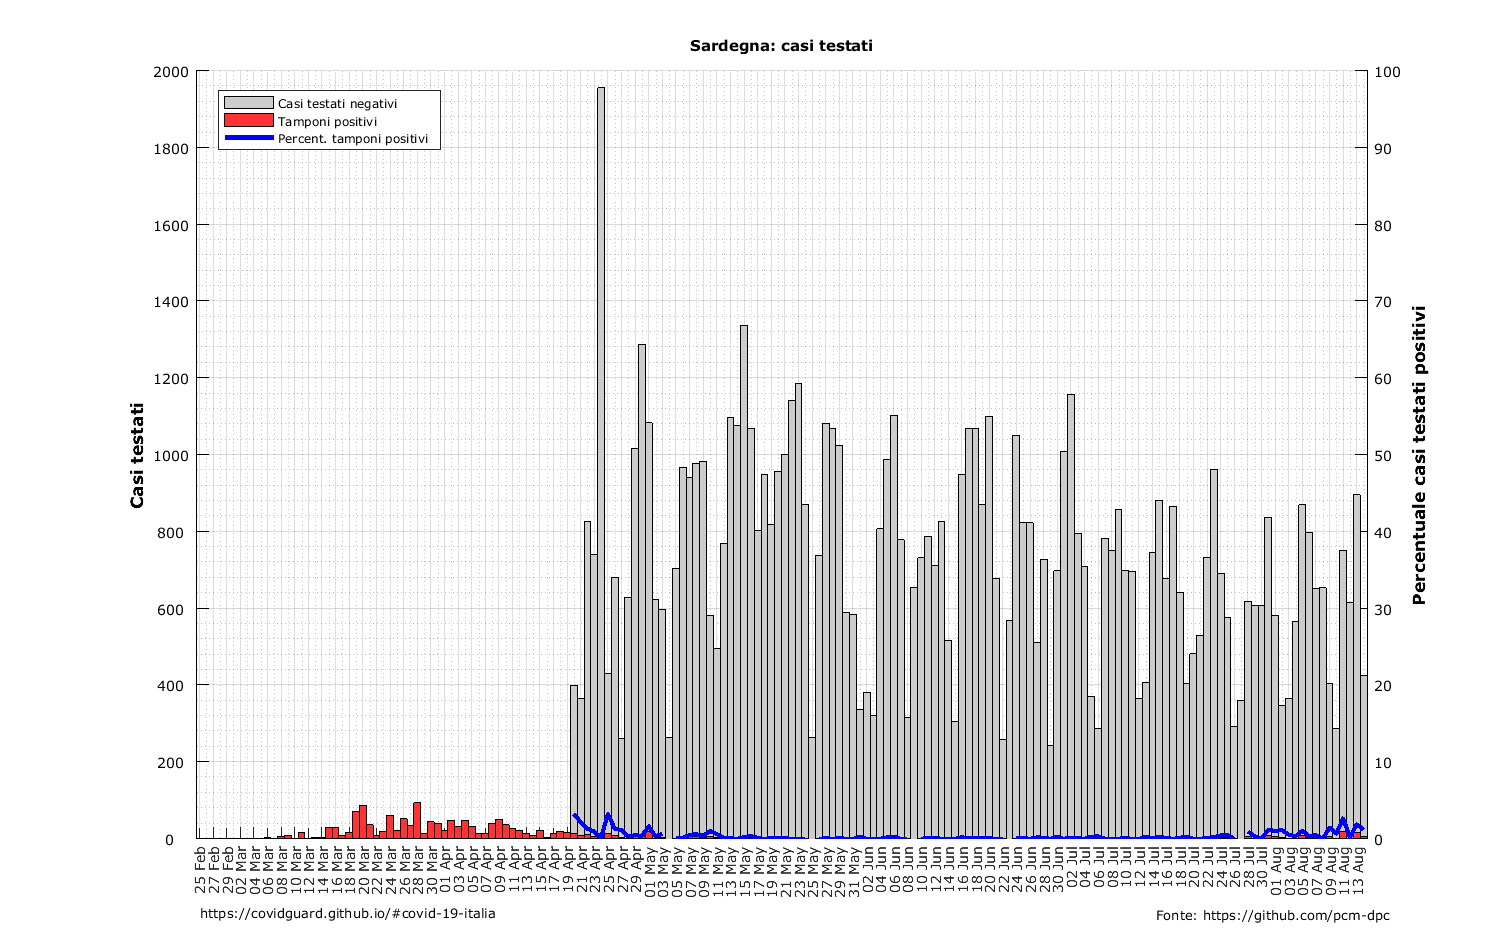 Sardegna: casi testati
Casi testati negativi
Tamponi positivi
Percent. tamponi positivi
Casi testati
2000
1800
1600
1400
1200
1000
800
600
400
200
0
Percentuale casi testati positivi
100
90
80
70
60
50
40
30
20
10
0
25 Feb
27 Feb
29 Feb
02 Mar
04 Mar
06 Mar
08 Mar
10 Mar
12 Mar
14 Mar
16 Mar
18 Mar
20 Mar
22 Mar
24 Mar
26 Mar
28 Mar
30 Mar
01 Apr
03 Apr
05 Apr
07 Apr
09 Apr
11 Apr
13 Apr
15 Apr
17 Apr
19 Apr
21 Apr
23 Apr
25 Apr
27 Apr
29 Apr
01 May
03 May
05 May
07 May
09 May
11 May
13 May
15 May
17 May
19 May
21 May
23 May
25 May
27 May
29 May
31 May
02 Jun
04 Jun
06 Jun
08 Jun
10 Jun
12 Jun
14 Jun
16 Jun
18 Jun
20 Jun
22 Jun
24 Jun
26 Jun
28 Jun
30 Jun
02 Jul
04 Jul
06 Jul
08 Jul
10 Jul
12 Jul
14 Jul
16 Jul
18 Jul
20 Jul
22 Jul
24 Jul
26 Jul
28 Jul
30 Jul
01 Aug
03 Aug
05 Aug
07 Aug
09 Aug
11 Aug
13 Aug
https://covidguard.github.io/#covid-19-italia
Fonte: https://github.com/pcm-dpc